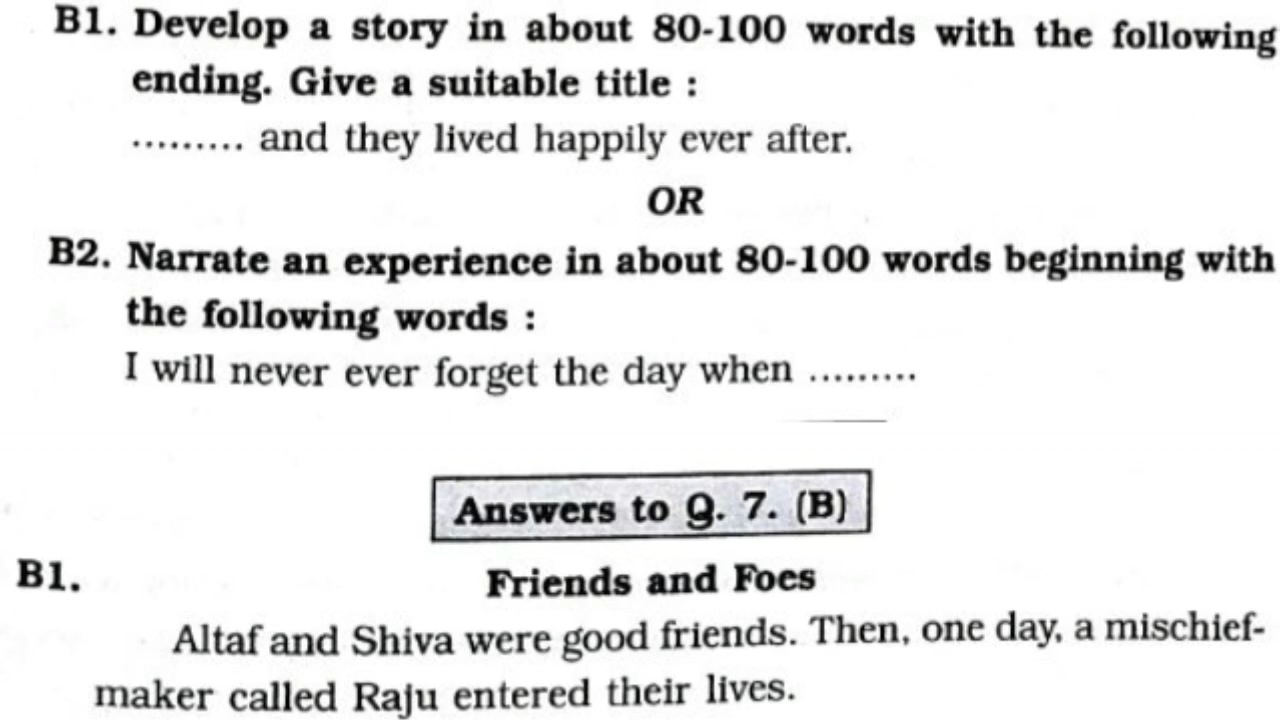 B1. Develop a story in about 80-100 words with the following
ending. Give a suitable title :
......... and they lived happily ever after.
OR
B2. Narrate an experience in about 80-100 words beginning with
the following words :
I will never ever forget the day when .........
Answers to Q. 7. (B)
B1. Friends and Foes
Altaf and Shiva were good friends. Then, one day, a mischief-
maker called Raju entered their lives.